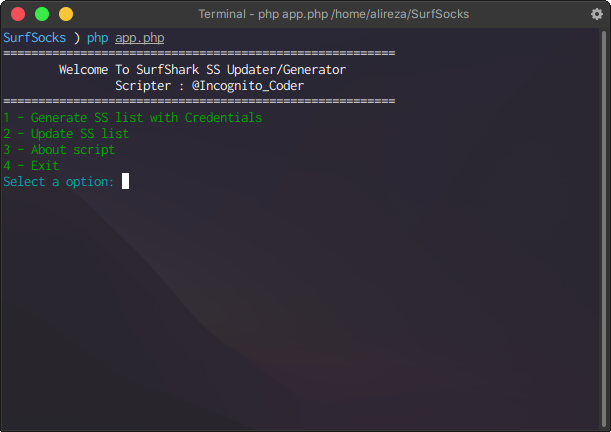 Terminal - php app.php /home/alireza/SurfSocks
SurfSocks ) php app.php
========================================================
Welcome To SurfShark SS Updater/Generator
Scripter : @Incognito_Coder
========================================================
1 - Generate SS list with Credentials
2 - Update SS list
3 - About script
4 - Exit
Select a option: